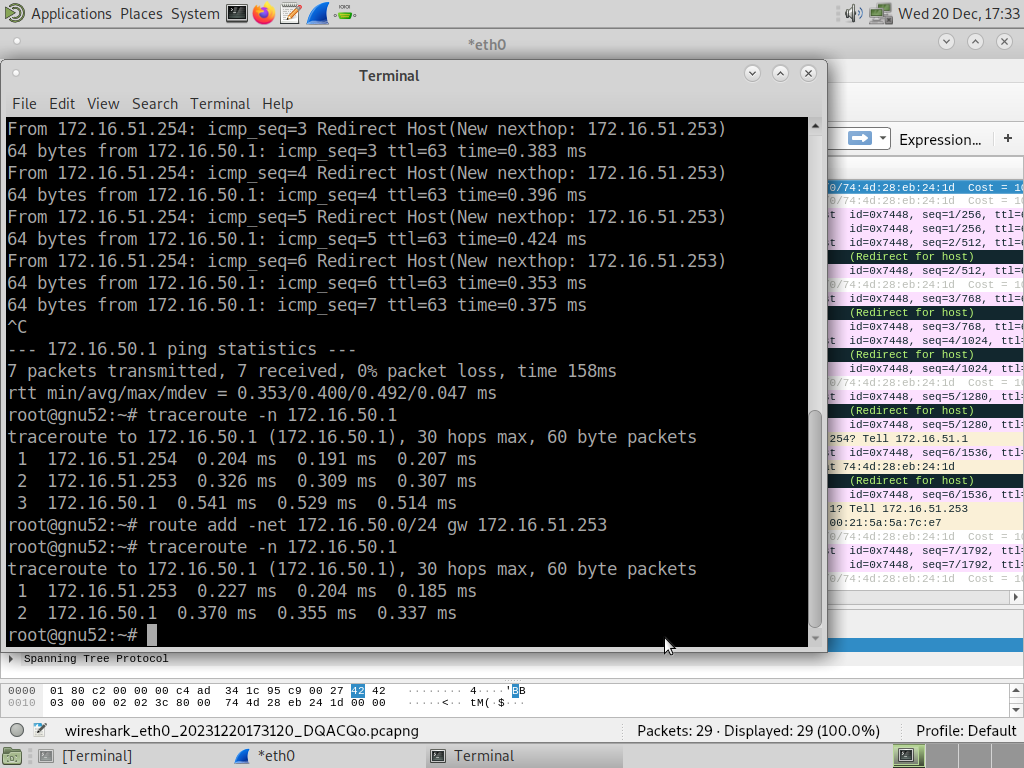 Applications Places System Wed 20 Dec, 17:33
*eth0
Terminal
File Edit View Search Terminal Help
From 172.16.51.254: icmp_seq=3 Redirect Host(New nexthop: 172.16.51.253)
64 bytes from 172.16.50.1: icmp_seq=3 ttl=63 time=0.383 ms
From 172.16.51.254: icmp_seq=4 Redirect Host(New nexthop: 172.16.51.253)
64 bytes from 172.16.50.1: icmp_seq=4 ttl=63 time=0.396 ms
From 172.16.51.254: icmp_seq=5 Redirect Host(New nexthop: 172.16.51.253)
64 bytes from 172.16.50.1: icmp_seq=5 ttl=63 time=0.424 ms
From 172.16.51.254: icmp_seq=6 Redirect Host(New nexthop: 172.16.51.253)
64 bytes from 172.16.50.1: icmp_seq=6 ttl=63 time=0.353 ms
64 bytes from 172.16.50.1: icmp_seq=7 ttl=63 time=0.375 ms
^C
--- 172.16.50.1 ping statistics ---
7 packets transmitted, 7 received, 0% packet loss, time 158ms
rtt min/avg/max/mdev = 0.353/0.400/0.492/0.047 ms
root@gnu52:~# traceroute -n 172.16.50.1
traceroute to 172.16.50.1 (172.16.50.1), 30 hops max, 60 byte packets
1 172.16.51.254 0.204 ms 0.191 ms 0.207 ms
2 172.16.51.253 0.326 ms 0.309 ms 0.307 ms
3 172.16.50.1 0.541 ms 0.529 ms 0.514 ms
root@gnu52:~# route add -net 172.16.50.0/24 gw 172.16.51.253
root@gnu52:~# traceroute -n 172.16.50.1
traceroute to 172.16.50.1 (172.16.50.1), 30 hops max, 60 byte packets
1 172.16.51.253 0.227 ms 0.204 ms 0.185 ms
2 172.16.50.1 0.370 ms 0.355 ms 0.337 ms
root@gnu52:~#
Expression... +
0/74:4d:28:eb:24:1d Cost = 10
0/74:4d:28:eb:24:1d Cost = 10
st id=0x7448, seq=1/256, ttl=
id=0x7448, seq=1/256, ttl=
st id=0x7448, seq=2/512, ttl=
(Redirect for host)
id=0x7448, seq=2/512, ttl=
0/74:4d:28:eb:24:1d Cost = 10
id=0x7448, seq=3/768, ttl=
(Redirect for host)
id=0x7448, seq=3/768, ttl=
st id=0x7448, seq=4/1024, ttl=
(Redirect for host)
st id=0x7448, seq=4/1024, ttl=
0/74:4d:28:eb:24:1d Cost = 10
st id=0x7448, seq=5/1280, ttl=
(Redirect for host)
st id=0x7448, seq=5/1280, ttl=
254? Tell 172.16.51.1
st id=0x7448, seq=6/1536, ttl=
at 74:4d:28:eb:24:1d
(Redirect for host)
id=0x7448, seq=6/1536, ttl=
1? Tell 172.16.51.253
00:21:5a:5a:7c:e7
0/74:4d:28:eb:24:1d Cost = 10
st id=0x7448, seq=7/1792, ttl=
id=0x7448, seq=7/1792, ttl=
0/74:4d:28:eb:24:1d Cost = 10
Spanning Tree Protocol
0000 01 80 c2 00 00 00 c4 ad 34 1c 95 c9 00 27 42 42 ········ 4····'BB
0010 03 00 00 02 02 3c 80 00 74 4d 28 eb 24 1d 00 00 ·····<·· tM(·$···
wireshark_eth0_20231220173120_DQACQo.pcapng Packets: 29 · Displayed: 29 (100.0%) Profile: Default
[Terminal] *eth0 Terminal